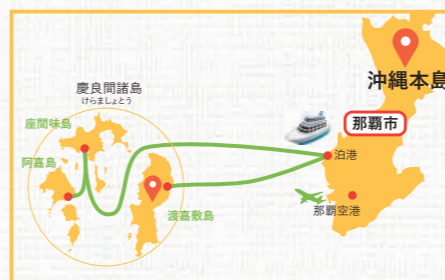 慶良間諸島
けらましょとう
座間味島
阿嘉島
渡嘉敷島
沖縄本島
那覇市
泊港
那覇空港